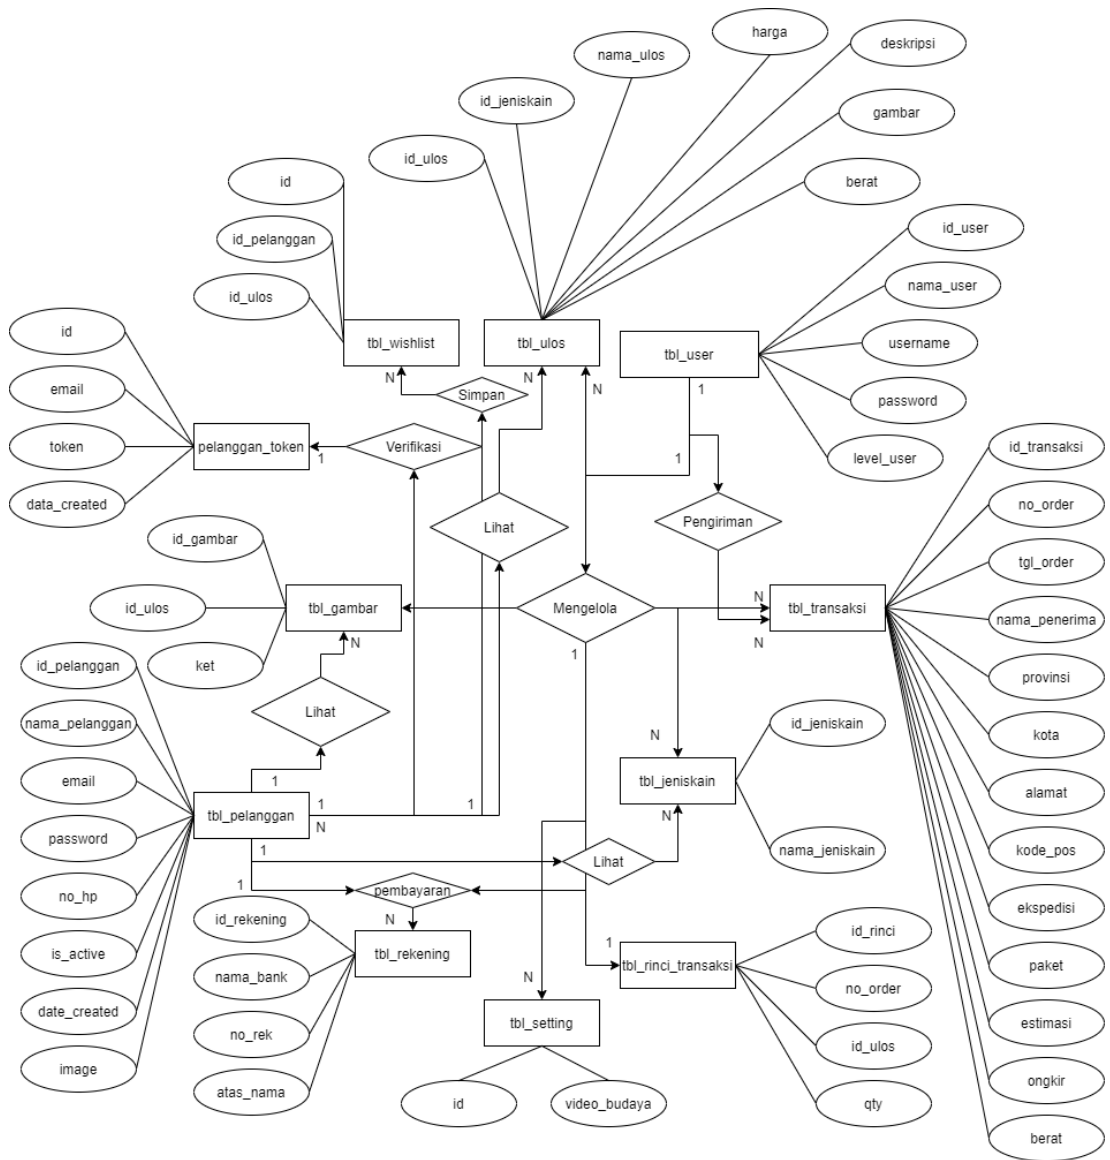 harga
deskripsi
nama_ulos
id_jeniskain
gambar
id_ulos
berat
id
id_user
id_pelanggan
nama_user
id_ulos
id
tbl_wishlist
tbl_ulos
tbl_user
username
N
N
N
1
Simpan
email
password
token
pelanggan_token
1
Verifikasi
1
level_user
id_transaksi
data_created
no_order
Lihat
Pengiriman
id_gambar
tgl_order
id_ulos
tbl_gambar
Mengelola
N
tbl_transaksi
nama_penerima
N
N
1
ket
id_pelanggan
provinsi
Lihat
nama_pelanggan
id_jeniskain
kota
N
email
1
tbl_jeniskain
alamat
tbl_pelanggan
1
N
1
1
N
password
1
Lihat
nama_jeniskain
kode_pos
no_hp
1
pembayaran
ekspedisi
id_rekening
N
id_rinci
is_active
tbl_rekening
1
nama_bank
N
tbl_rinci_transaksi
paket
no_order
date_created
no_rek
tbl_setting
estimasi
id_ulos
image
atas_nama
ongkir
id
video_budaya
qty
berat